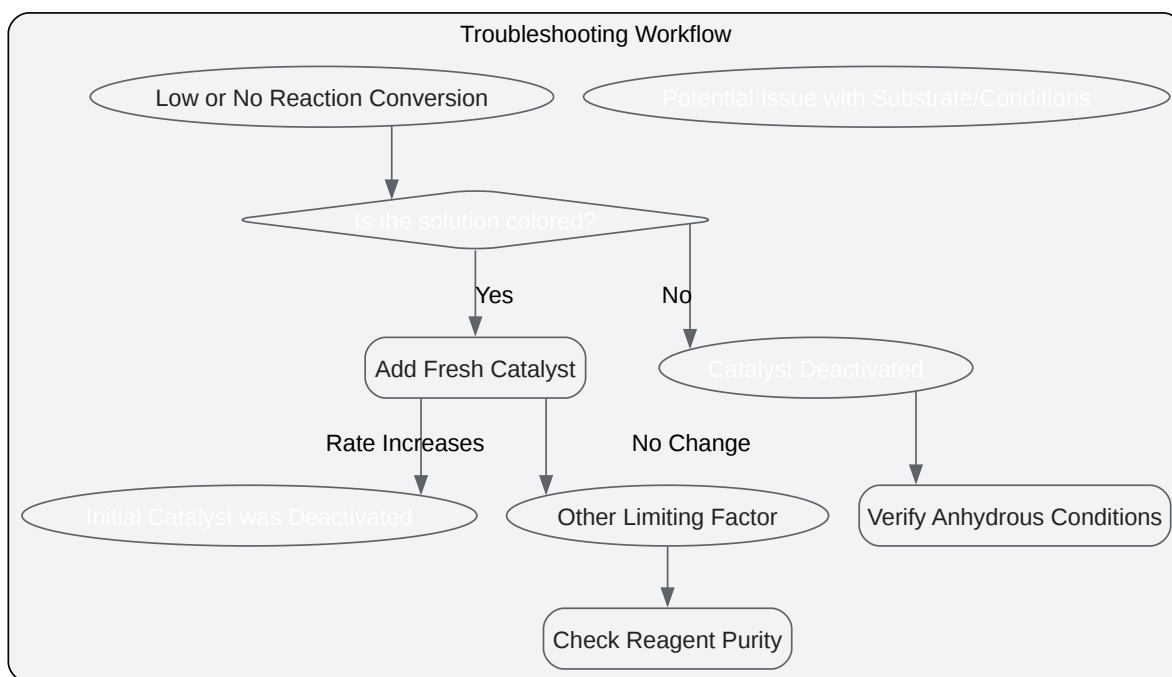 Troubleshooting Workflow
Low or No Reaction Conversion
Potential Issue with Substrate/Conditions
Is the solution colored?
Yes
No
Add Fresh Catalyst
Catalyst Deactivated
Rate Increases
No Change
Initial Catalyst was Deactivated
Other Limiting Factor
Verify Anhydrous Conditions
Check Reagent Purity